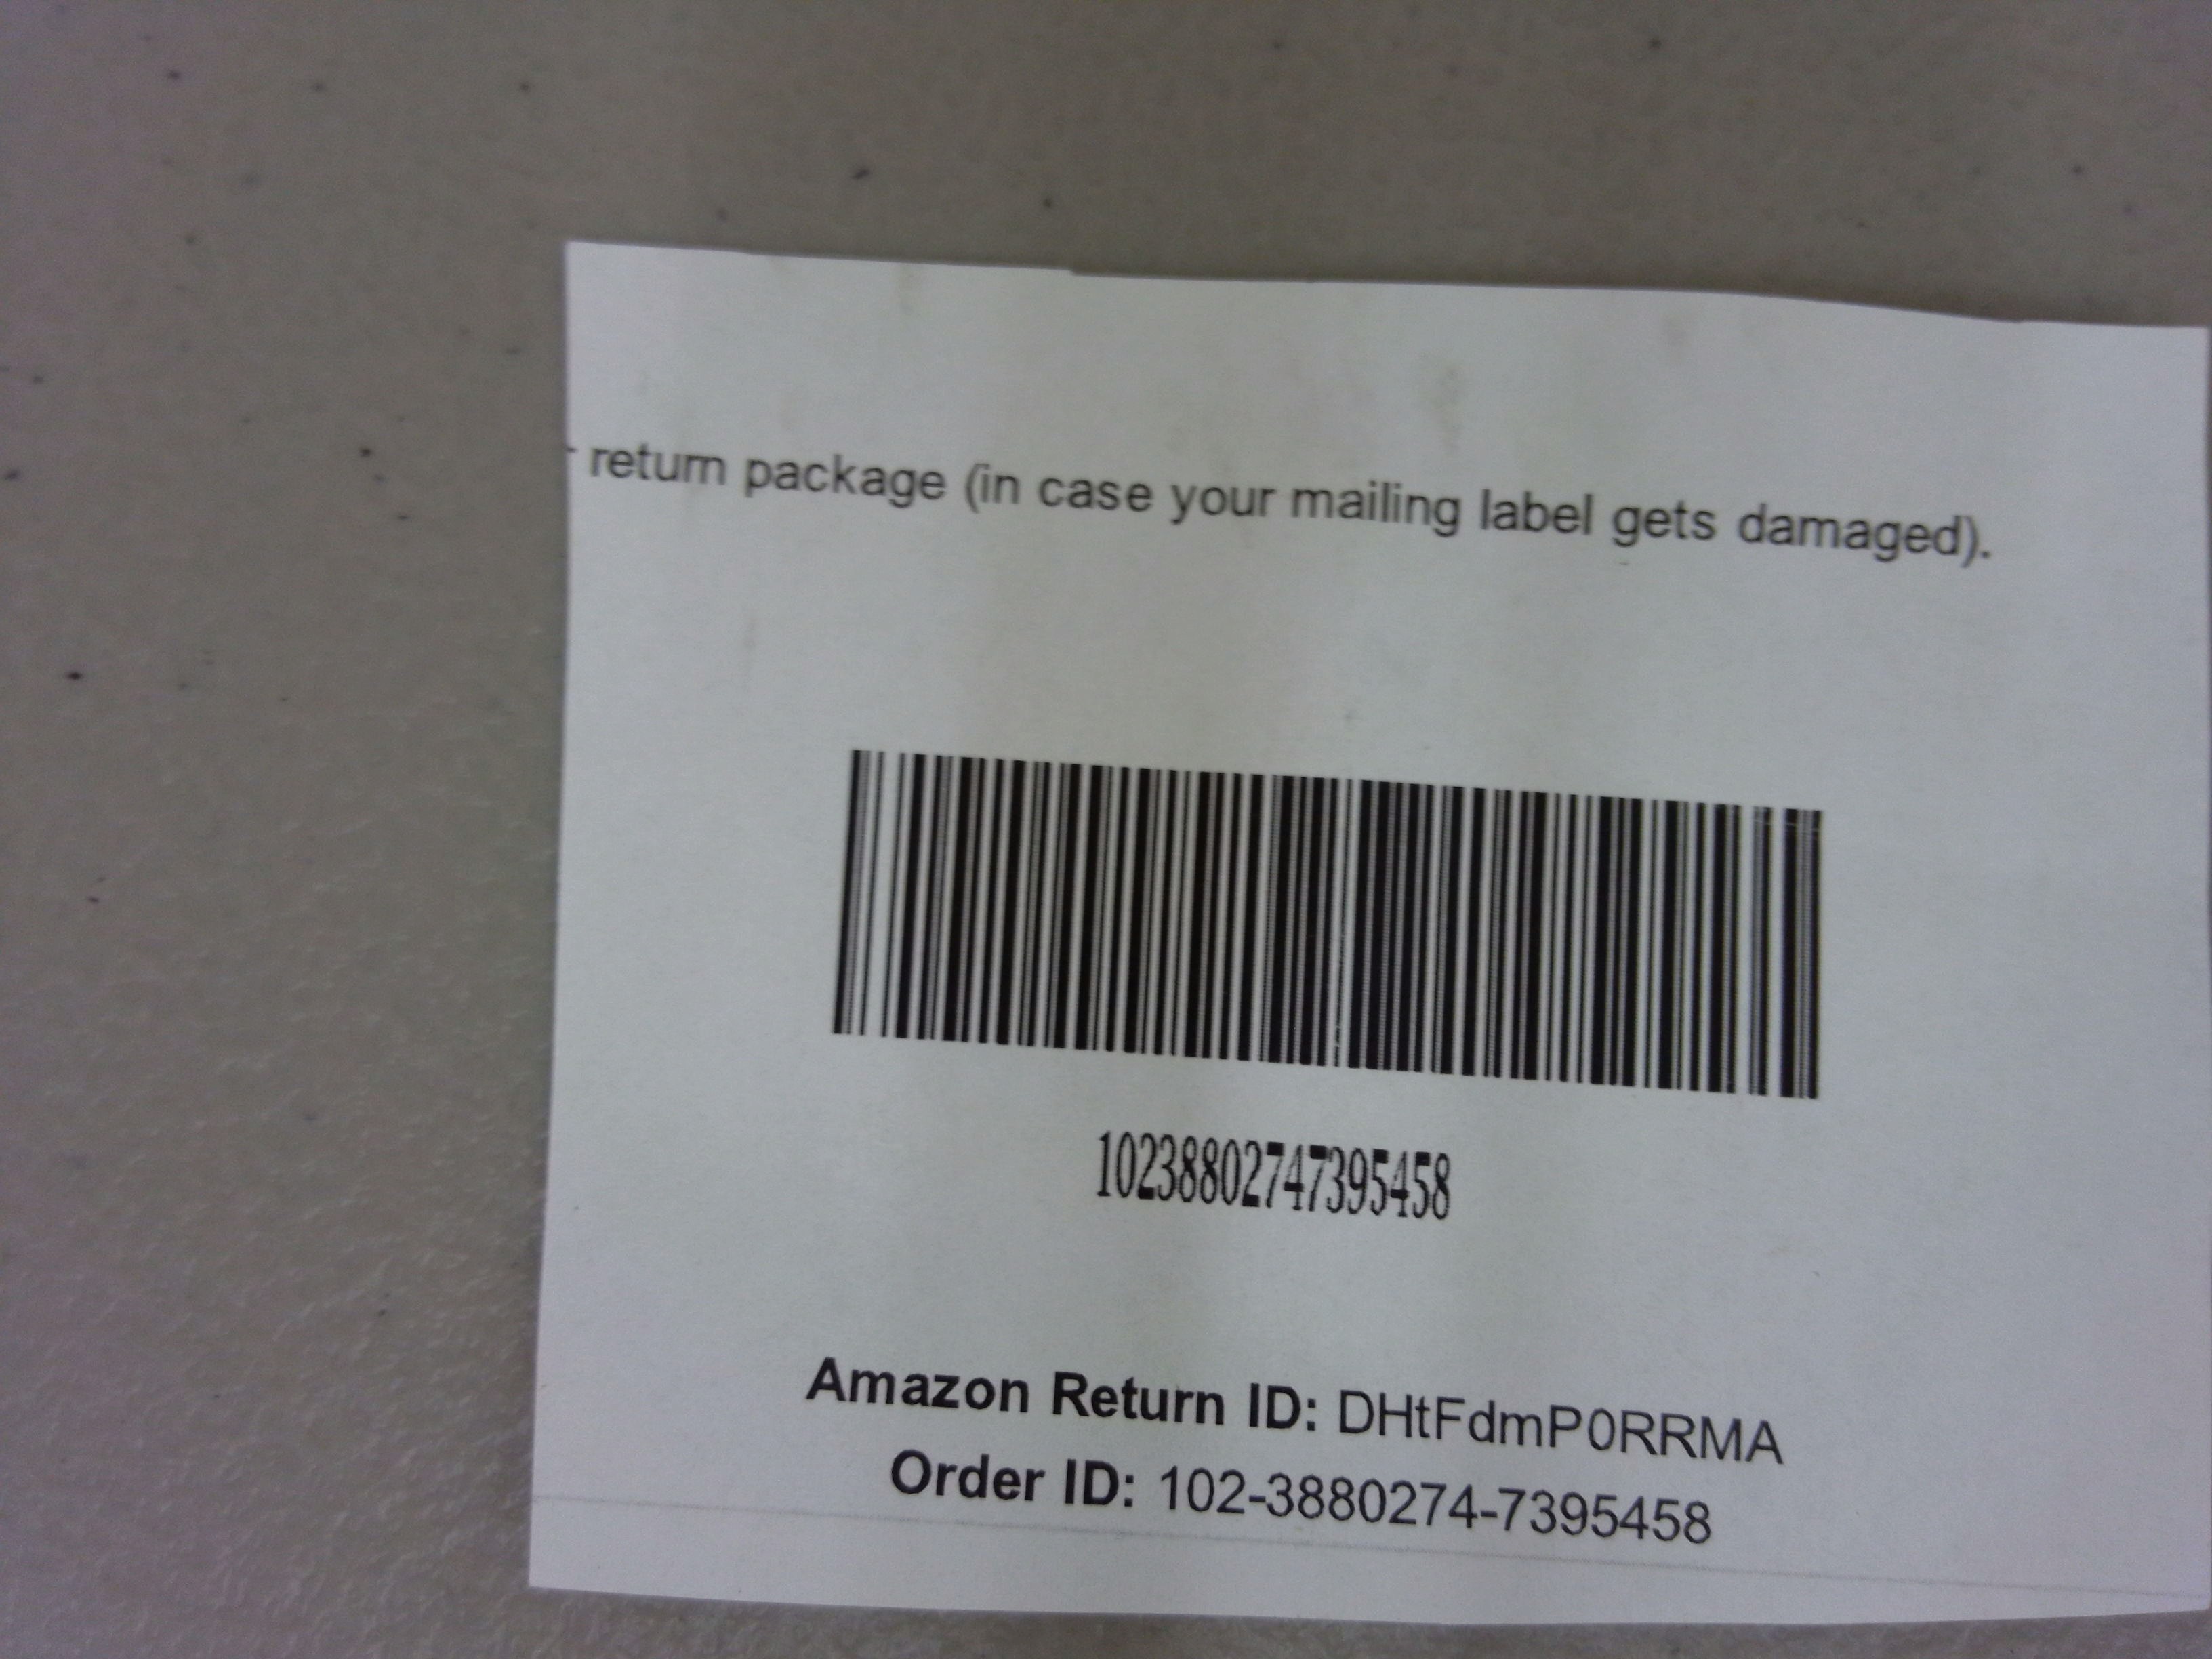 return package (in case your mailing label gets damaged).
10238802747395458
Amazon Return ID: DHtFdmP0RRMA
Order ID: 102-3880274-7395458